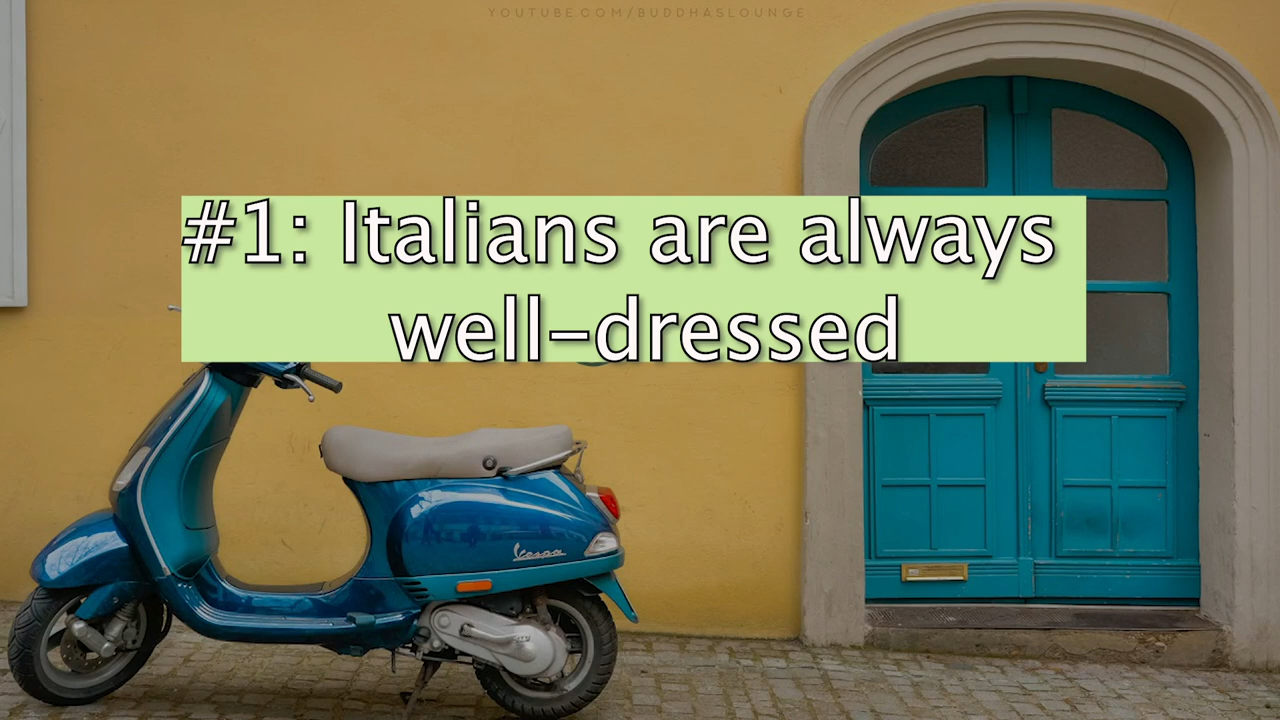 YOUTUBE.COM/BUDDHASLOUNGE
#1: Italians are always
well-dressed
Vespa